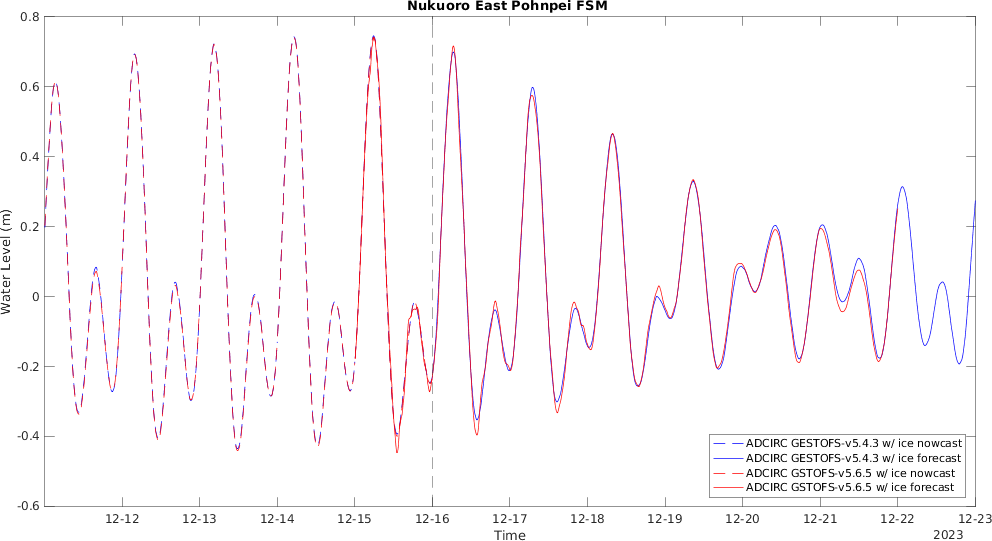 Nukuoro East Pohnpei FSM
0.8
0.6
0.4
0.2
0
-0.2
-0.4
-0.6
Water Level (m)
ADCIRC GESTOFS-v5.4.3 w/ ice nowcast
ADCIRC GESTOFS-v5.4.3 w/ ice forecast
ADCIRC GSTOFS-v5.6.5 w/ ice nowcast
ADCIRC GSTOFS-v5.6.5 w/ ice forecast
12-12 12-13 12-14 12-15 12-16 12-17 12-18 12-19 12-20 12-21 12-22 12-23
Time
2023